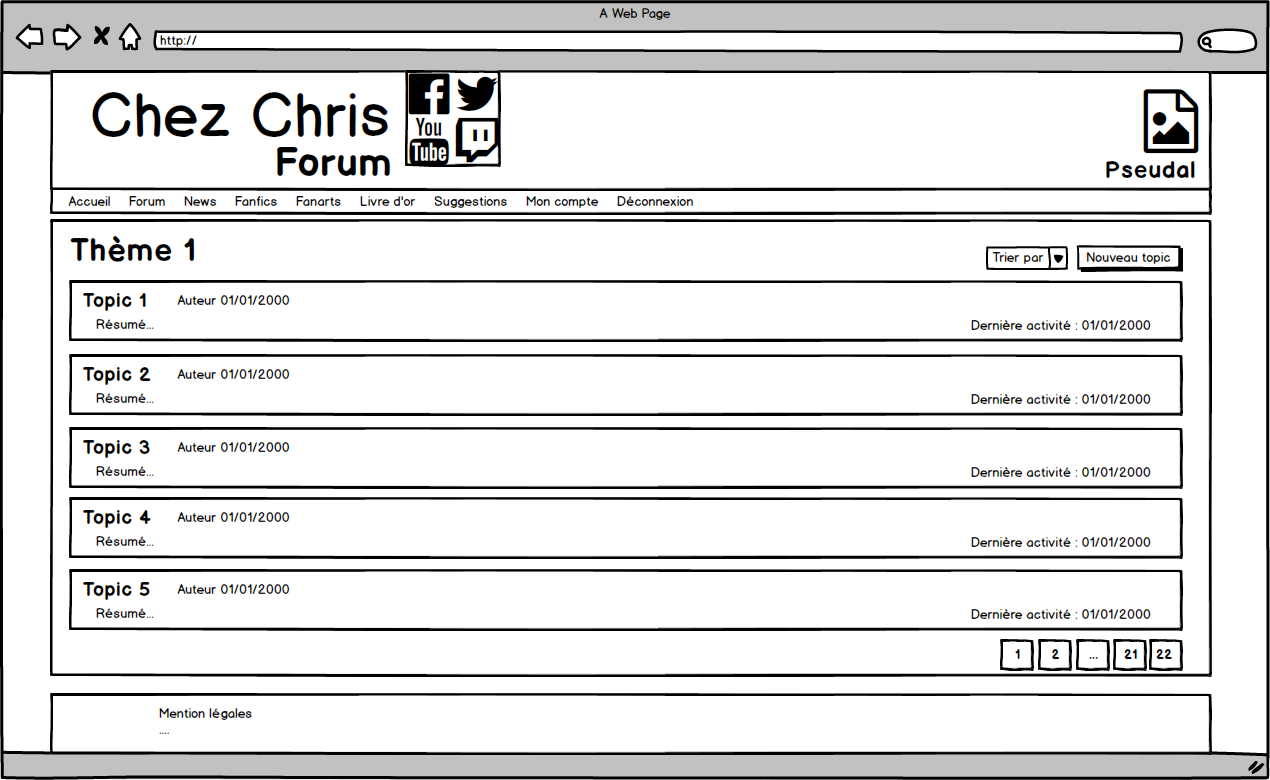 A Web Page
http://
Chez Chris
Forum
You
Tube
Pseudal
Accueil Forum News Fanfics Fanarts Livre d'or Suggestions Mon compte Déconnexion
Thème 1
Trier par Nouveau topic
Topic 1 Auteur 01/01/2000
Résumé... Dernière activité : 01/01/2000
Topic 2 Auteur 01/01/2000
Résumé... Dernière activité : 01/01/2000
Topic 3 Auteur 01/01/2000
Résumé... Dernière activité : 01/01/2000
Topic 4 Auteur 01/01/2000
Résumé... Dernière activité : 01/01/2000
Topic 5 Auteur 01/01/2000
Résumé... Dernière activité : 01/01/2000
1 2 ... 21 22
Mention légales
....